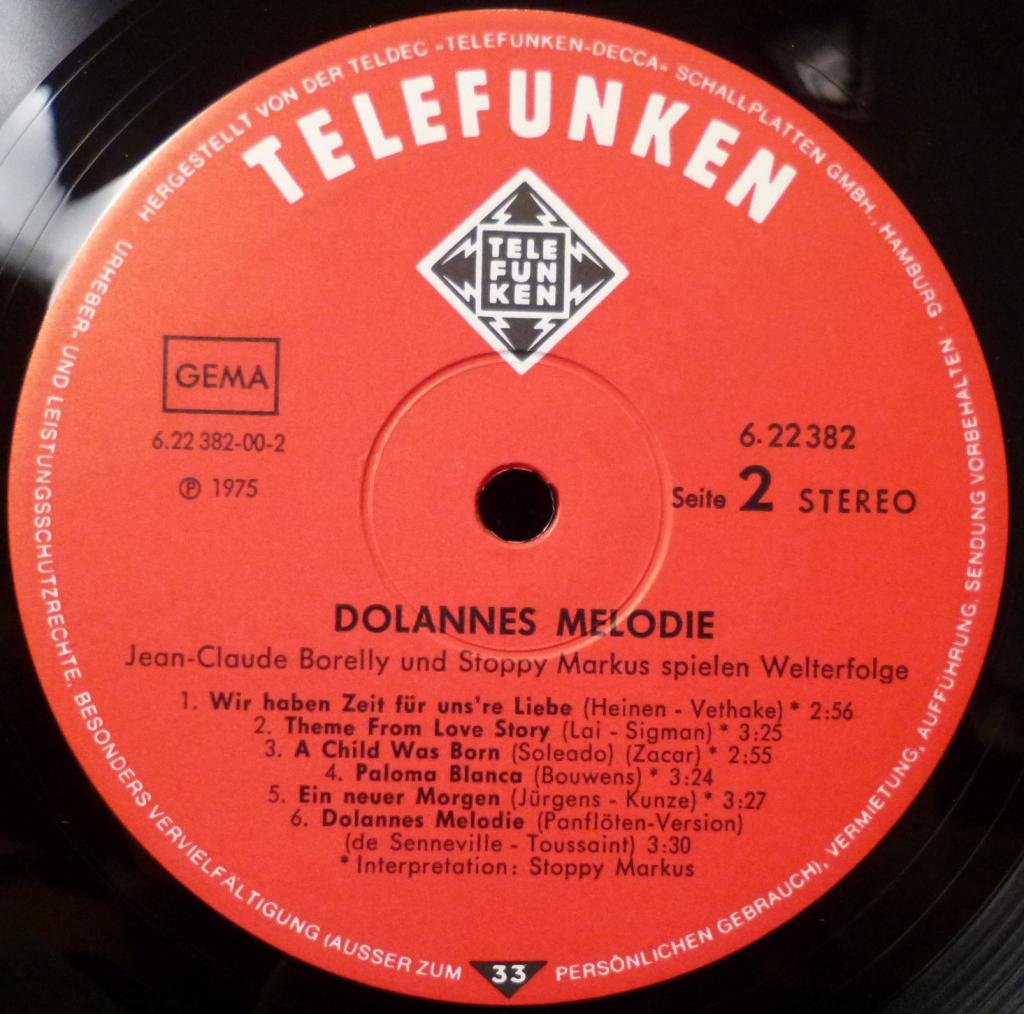 HERGESTELLT VON DER TELDEC »TELEFUNKEN-DECCA« SCHALLPLATTEN GMBH., HAMBURG ·
TELEFUNKEN
TELE
FUN
KEN
GEMA
6.22 382-00-2
℗ 1975
6.22382
Seite 2 STEREO
DOLANNES MELODIE
Jean-Claude Borelly und Stoppy Markus spielen Welterfolge
1. Wir haben Zeit für uns're Liebe (Heinen - Vethake) * 2:56
2. Theme From Love Story (Lai - Sigman) * 3:25
3. A Child Was Born (Soleado) (Zacar) * 2:55
4. Paloma Blanca (Bouwens) * 3:24
5. Ein neuer Morgen (Jürgens - Kunze) * 3:27
6. Dolannes Melodie (Panflöten-Version)
(de Senneville - Toussaint) 3:30
* Interpretation: Stoppy Markus
URHEBER- UND LEISTUNGSSCHUTZRECHTE, BESONDERS VERVIELFÄLTIGUNG (AUSSER ZUM PERSÖNLICHEN GEBRAUCH), VERMIETUNG, AUFFÜHRUNG, SENDUNG VORBEHALTEN ·
33